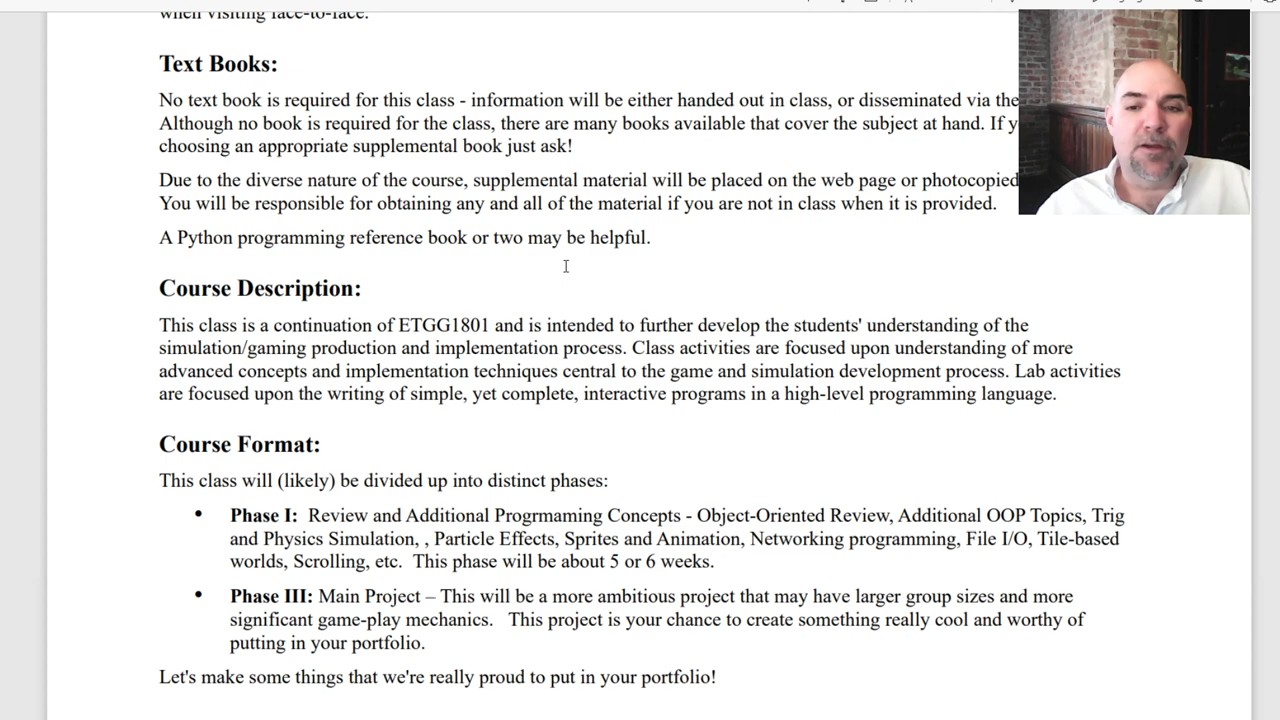 when visiting face-to-face.
Text Books:
No text book is required for this class - information will be either handed out in class, or disseminated via the
Although no book is required for the class, there are many books available that cover the subject at hand. If y
choosing an appropriate supplemental book just ask!
Due to the diverse nature of the course, supplemental material will be placed on the web page or photocopied
You will be responsible for obtaining any and all of the material if you are not in class when it is provided.
A Python programming reference book or two may be helpful.
Course Description:
This class is a continuation of ETGG1801 and is intended to further develop the students' understanding of the
simulation/gaming production and implementation process. Class activities are focused upon understanding of more
advanced concepts and implementation techniques central to the game and simulation development process. Lab activities
are focused upon the writing of simple, yet complete, interactive programs in a high-level programming language.
Course Format:
This class will (likely) be divided up into distinct phases:
• Phase I: Review and Additional Progrmaming Concepts - Object-Oriented Review, Additional OOP Topics, Trig
and Physics Simulation, , Particle Effects, Sprites and Animation, Networking programming, File I/O, Tile-based
worlds, Scrolling, etc. This phase will be about 5 or 6 weeks.
• Phase III: Main Project – This will be a more ambitious project that may have larger group sizes and more
significant game-play mechanics. This project is your chance to create something really cool and worthy of
putting in your portfolio.
Let's make some things that we're really proud to put in your portfolio!